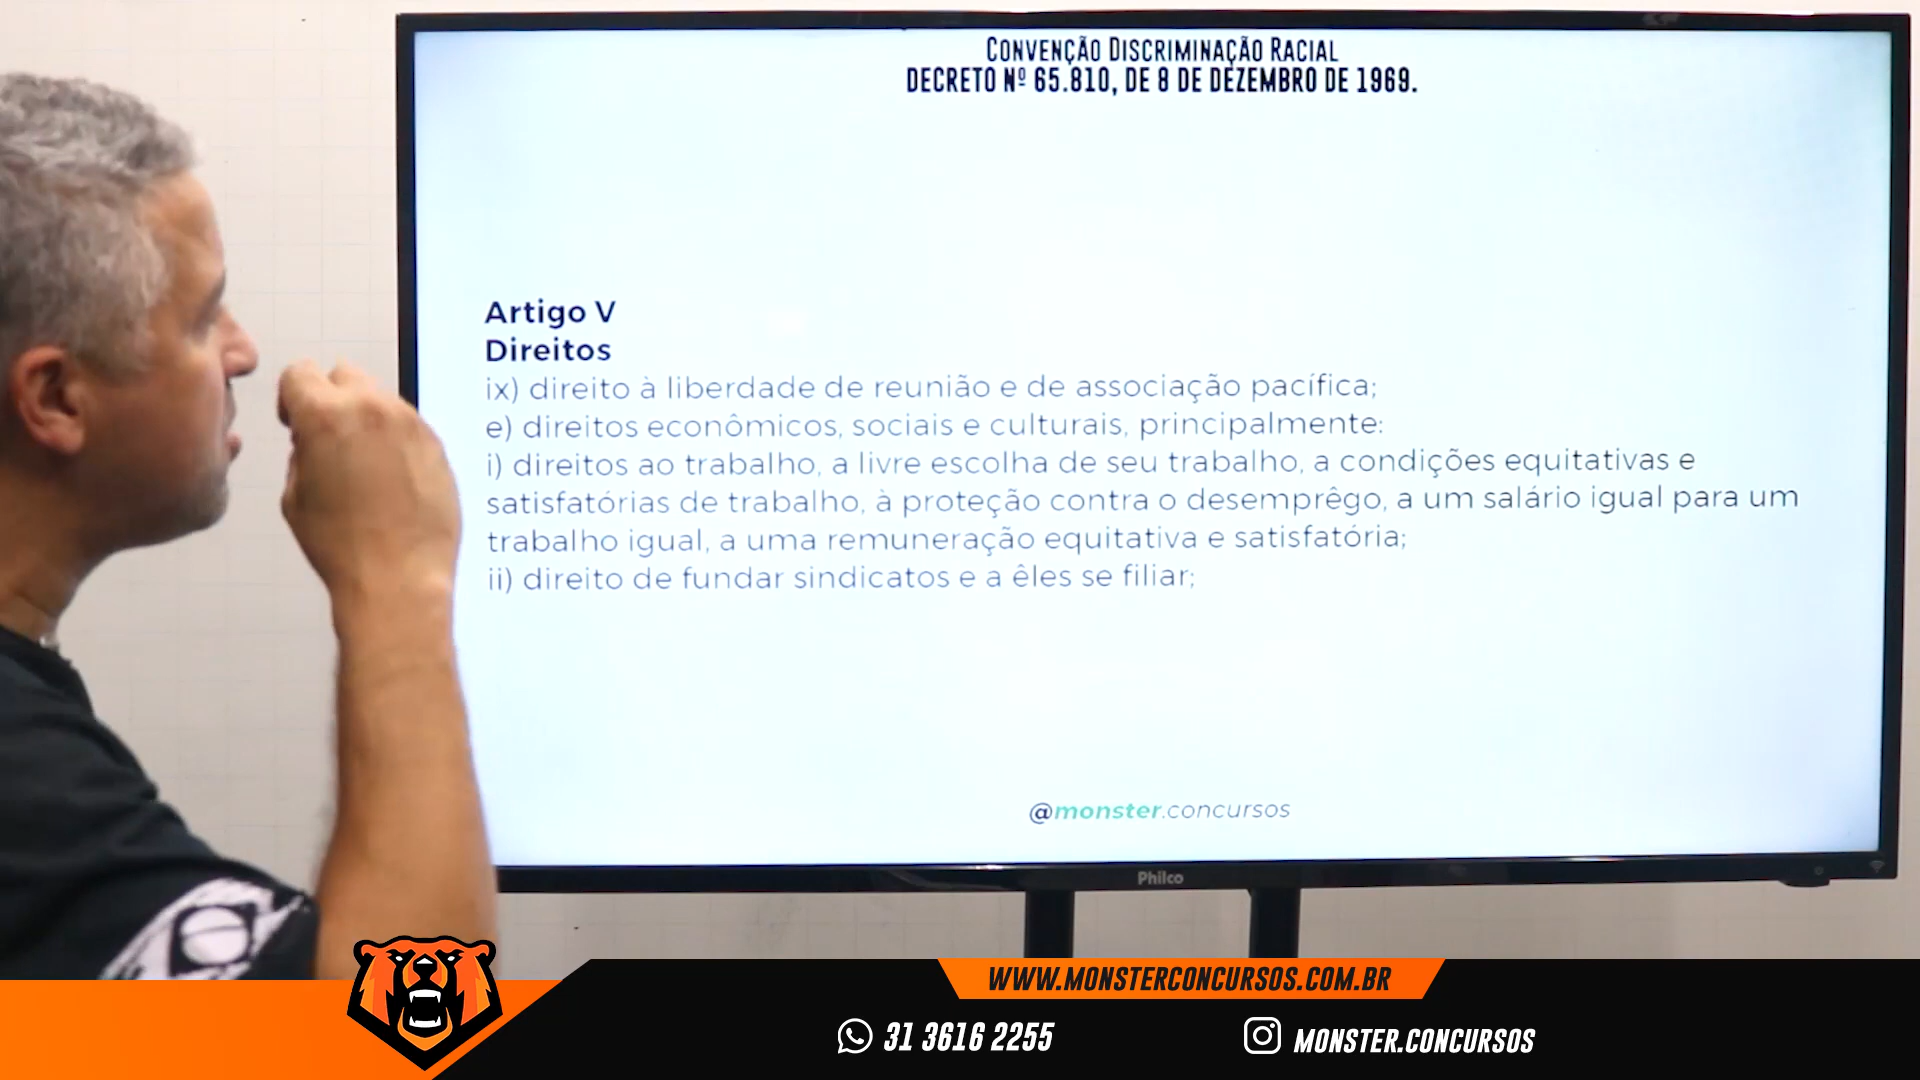 CONVENÇÃO DISCRIMINAÇÃO RACIAL
DECRETO Nº 65.810, DE 8 DE DEZEMBRO DE 1969.
Artigo V
Direitos
ix) direito à liberdade de reunião e de associação pacífica;
e) direitos econômicos, sociais e culturais, principalmente:
i) direitos ao trabalho, a livre escolha de seu trabalho, a condições equitativas e
satisfatórias de trabalho, à proteção contra o desemprêgo, a um salário igual para um
trabalho igual, a uma remuneração equitativa e satisfatória;
ii) direito de fundar sindicatos e a êles se filiar;
@monster.concursos
Philco
WWW.MONSTERCONCURSOS.COM.BR
31 3616 2255
MONSTER.CONCURSOS